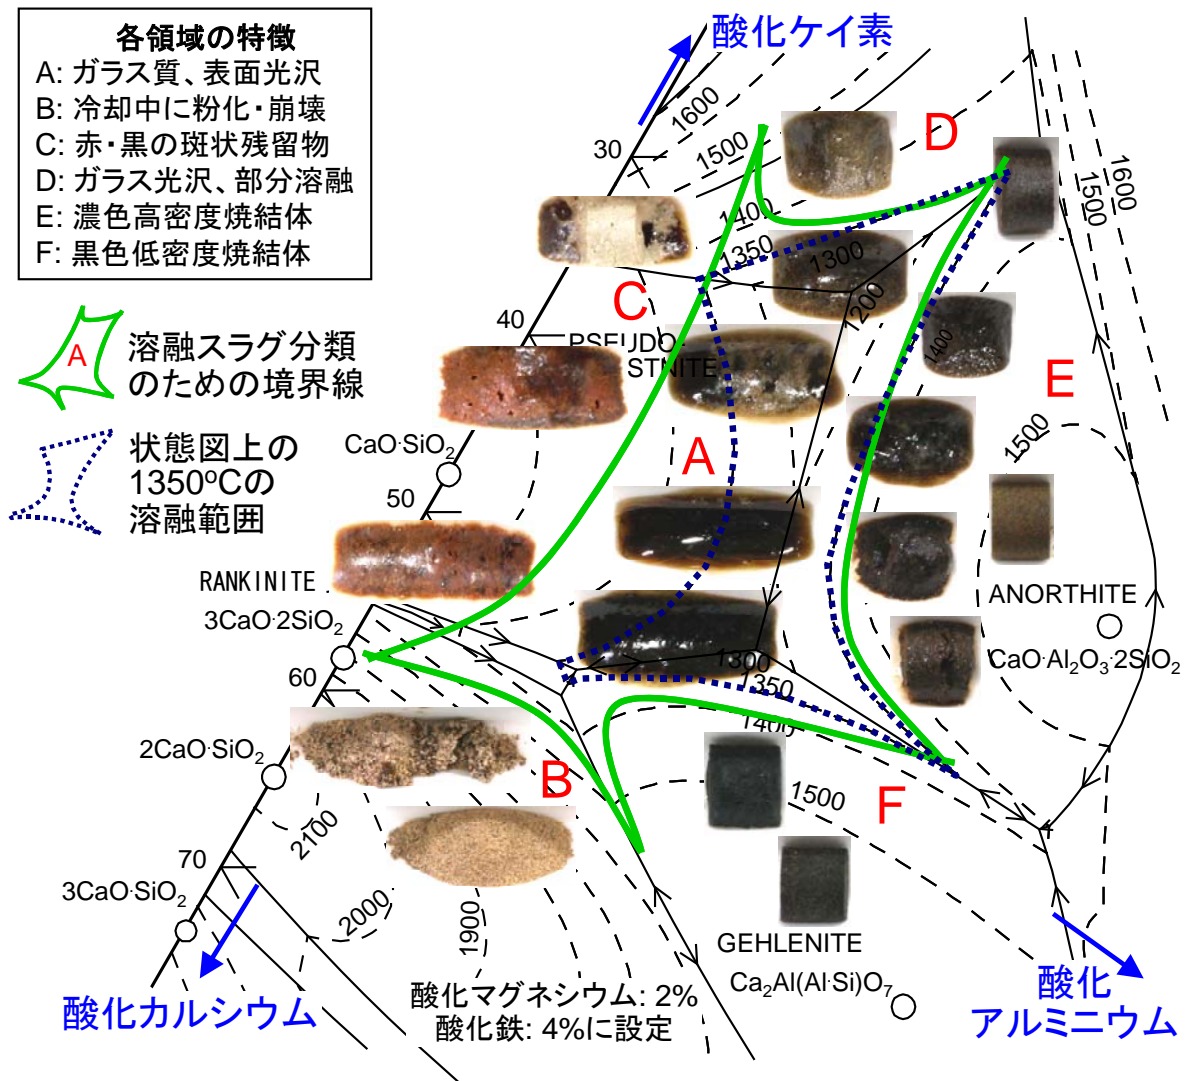 各領域の特徴
A: ガラス質、表面光沢
B: 冷却中に粉化・崩壊
C: 赤・黒の斑状残留物
D: ガラス光沢、部分溶融
E: 濃色高密度焼結体
F: 黒色低密度焼結体
A
溶融スラグ分類
のための境界線
状態図上の
1350ºCの
溶融範囲
酸化ケイ素
1600
1500
1400
1350
1300
1200
1400
1500
1600
1500
30
40
50
60
70
D
C
E
A
B
F
PSEUDO-
STNITE
CaO·SiO₂
RANKINITE
3CaO·2SiO₂
2CaO·SiO₂
3CaO·SiO₂
ANORTHITE
CaO·Al₂O₃·2SiO₂
1300
1350
1400
1500
2100
2000
1900
GEHLENITE
Ca₂Al(Al·Si)O₇
酸化カルシウム
酸化マグネシウム: 2%
酸化鉄: 4%に設定
酸化
アルミニウム